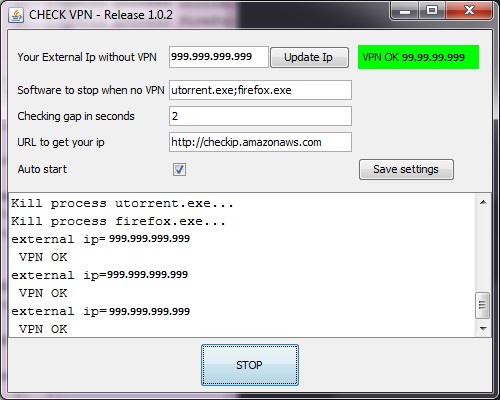 CHECK VPN - Release 1.0.2
Your External Ip without VPN 999.999.999.999 Update Ip VPN OK 99.99.99.999
Software to stop when no VPN utorrent.exe;firefox.exe
Checking gap in seconds 2
URL to get your ip http://checkip.amazonaws.com
Auto start Save settings
Kill process utorrent.exe...
Kill process firefox.exe...
external ip= 999.999.999.999
VPN OK
external ip=999.999.999.999
VPN OK
external ip= 999.999.999.999
VPN OK
STOP